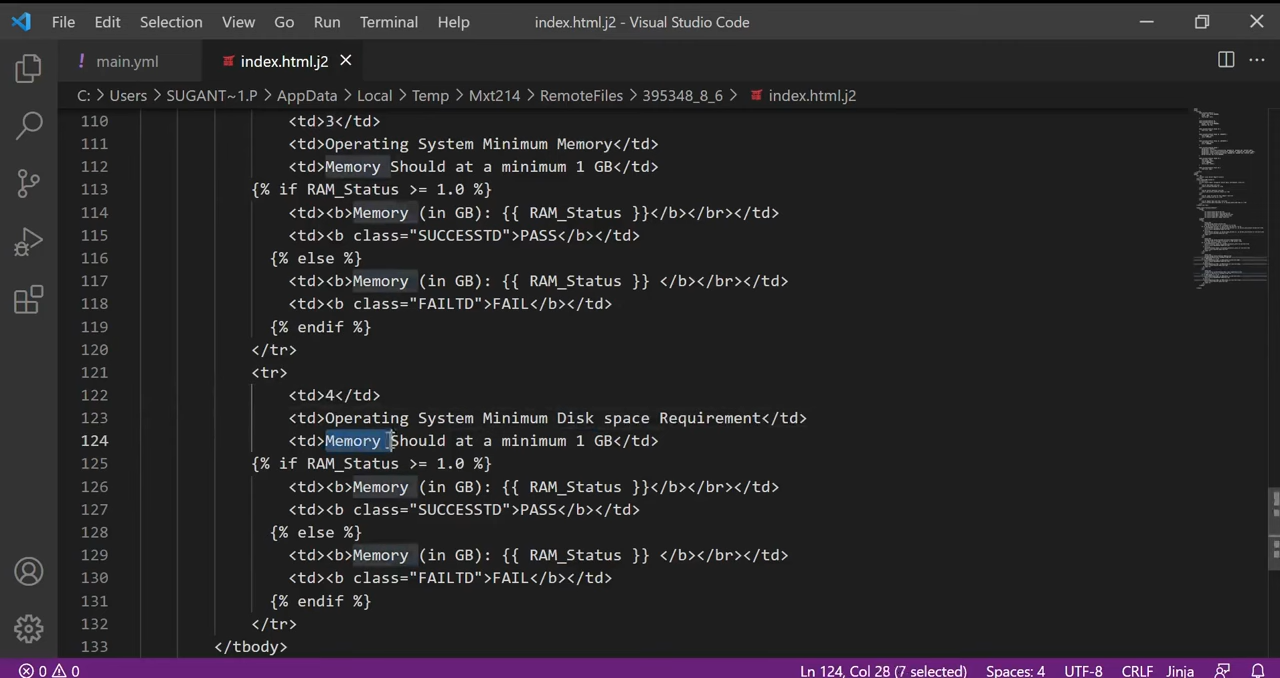 File Edit Selection View Go Run Terminal Help index.html.j2 - Visual Studio Code
! main.yml index.html.j2
C: > Users > SUGANT~1.P > AppData > Local > Temp > Mxt214 > RemoteFiles > 395348_8_6 > index.html.j2
110 <td>3</td>
111 <td>Operating System Minimum Memory</td>
112 <td>Memory Should at a minimum 1 GB</td>
113 {% if RAM_Status >= 1.0 %}
114 <td><b>Memory (in GB): {{ RAM_Status }}</b></br></td>
115 <td><b class="SUCCESSTD">PASS</b></td>
116 {% else %}
117 <td><b>Memory (in GB): {{ RAM_Status }} </b></br></td>
118 <td><b class="FAILTD">FAIL</b></td>
119 {% endif %}
120 </tr>
121 <tr>
122 <td>4</td>
123 <td>Operating System Minimum Disk space Requirement</td>
124 <td>Memory Should at a minimum 1 GB</td>
125 {% if RAM_Status >= 1.0 %}
126 <td><b>Memory (in GB): {{ RAM_Status }}</b></br></td>
127 <td><b class="SUCCESSTD">PASS</b></td>
128 {% else %}
129 <td><b>Memory (in GB): {{ RAM_Status }} </b></br></td>
130 <td><b class="FAILTD">FAIL</b></td>
131 {% endif %}
132 </tr>
133 </tbody>
0 0 Ln 124, Col 28 (7 selected) Spaces: 4 UTF-8 CRLF Jinja